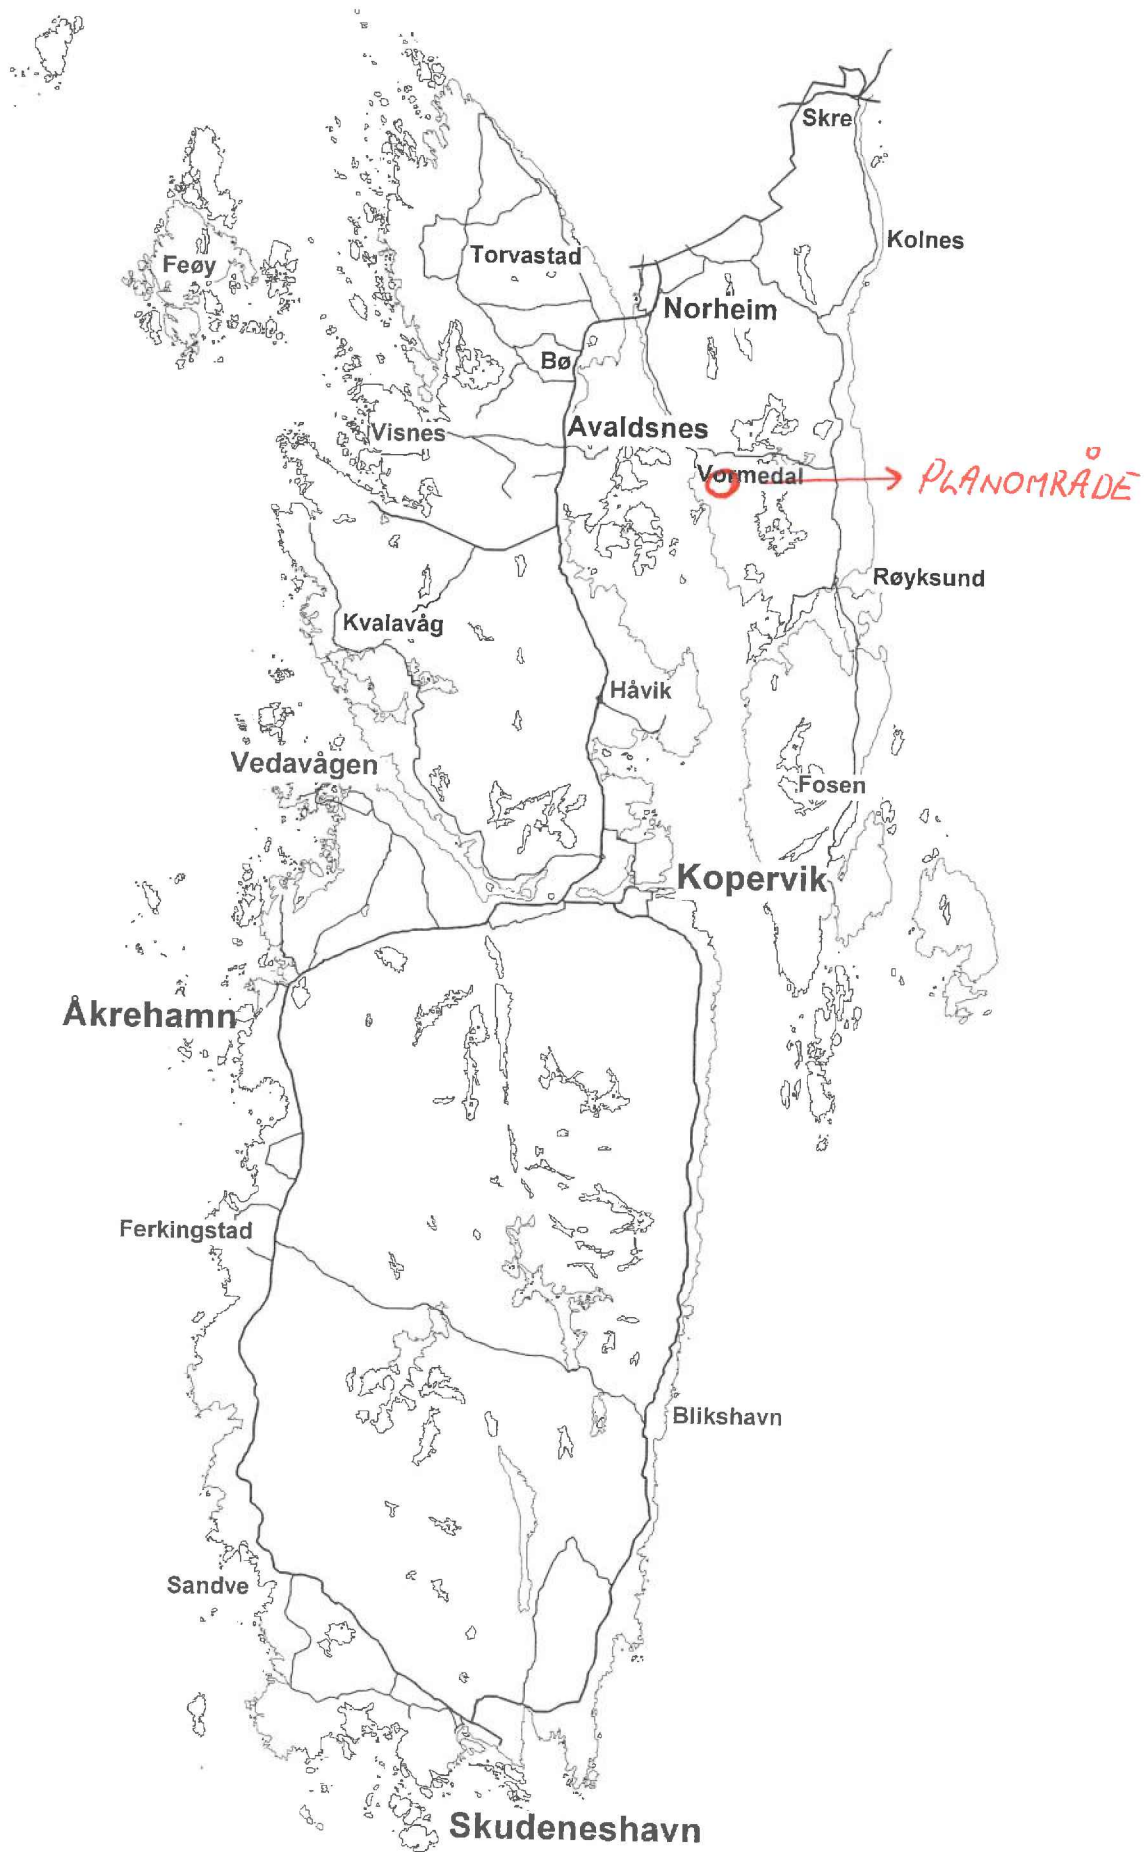 Skre
Kolnes
Torvastad
Feøy
Norheim
Bø
Avaldsnes
Visnes
Vormedal
PLANOMRÅDE
Røyksund
Kvalavåg
Håvik
Vedavågen
Fosen
Kopervik
Åkrehamn
Ferkingstad
Blikshavn
Sandve
Skudeneshavn